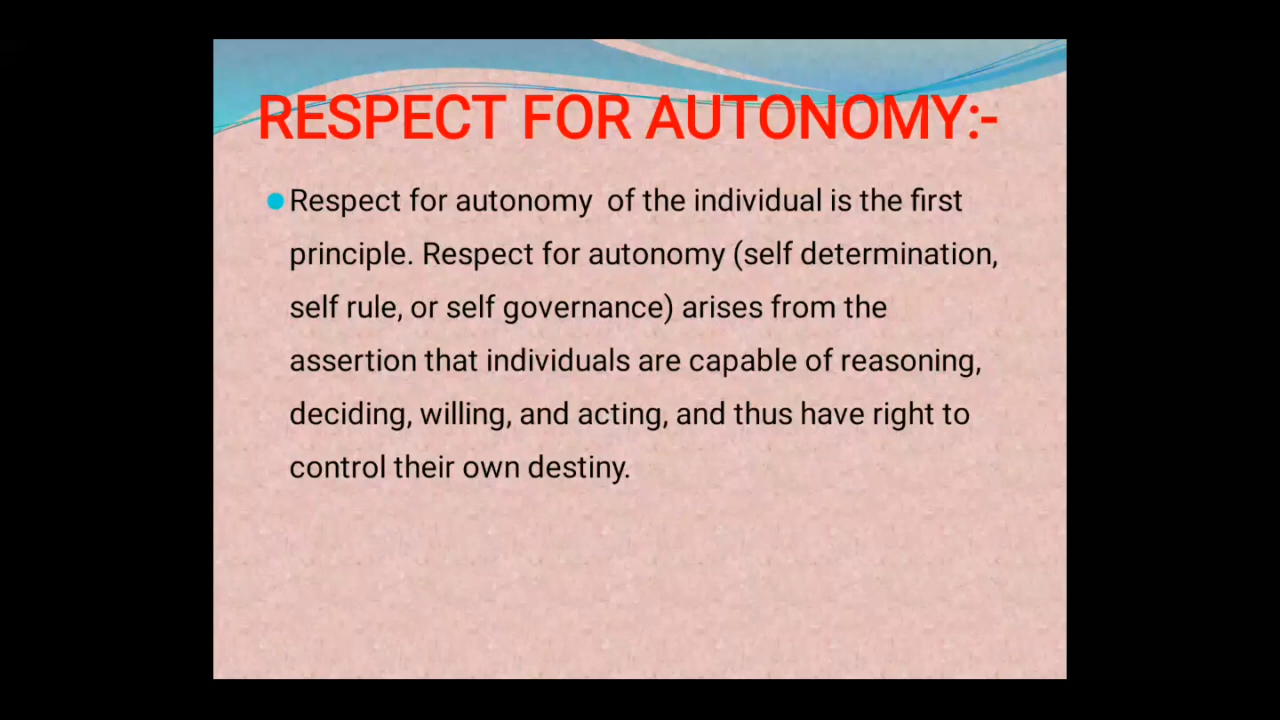 RESPECT FOR AUTONOMY:-
Respect for autonomy  of the individual is the first
principle. Respect for autonomy (self determination,
self rule, or self governance) arises from the
assertion that individuals are capable of reasoning,
deciding, willing, and acting, and thus have right to
control their own destiny.